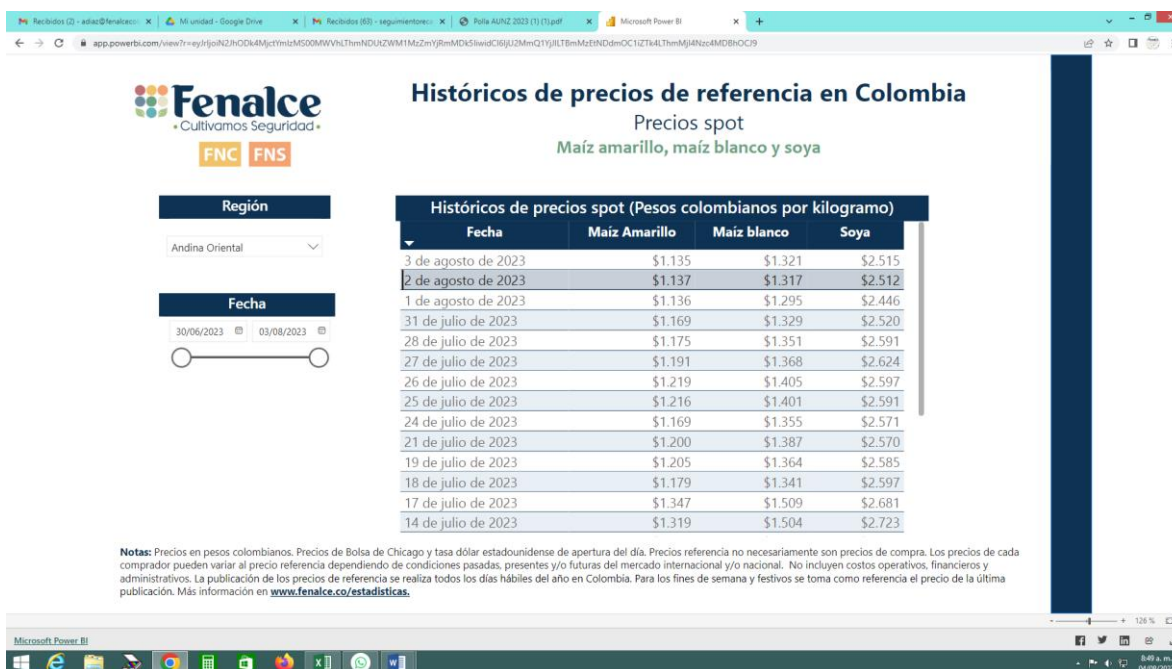 Recibidos (2) - adiaz@fenalcecc
Mi unidad - Google Drive
Recibidos (63) - seguimientorec
Polla AUNZ 2023 (1) (1).pdf
Microsoft Power BI
Fenalce
• Cultivamos Seguridad •
FNC FNS
Históricos de precios de referencia en Colombia
Precios spot
Maíz amarillo, maíz blanco y soya
Región
Andina Oriental
Fecha
30/06/2023 03/08/2023
Históricos de precios spot (Pesos colombianos por kilogramo)
Fecha Maíz Amarillo Maíz blanco Soya
3 de agosto de 2023 $1.135 $1.321 $2.515
2 de agosto de 2023 $1.137 $1.317 $2.512
1 de agosto de 2023 $1.136 $1.295 $2.446
31 de julio de 2023 $1.169 $1.329 $2.520
28 de julio de 2023 $1.175 $1.351 $2.591
27 de julio de 2023 $1.191 $1.368 $2.624
26 de julio de 2023 $1.219 $1.405 $2.597
25 de julio de 2023 $1.216 $1.401 $2.591
24 de julio de 2023 $1.169 $1.355 $2.571
21 de julio de 2023 $1.200 $1.387 $2.570
19 de julio de 2023 $1.205 $1.364 $2.585
18 de julio de 2023 $1.179 $1.341 $2.597
17 de julio de 2023 $1.347 $1.509 $2.681
14 de julio de 2023 $1.319 $1.504 $2.723
Notas: Precios en pesos colombianos. Precios de Bolsa de Chicago y tasa dólar estadounidense de apertura del día. Precios referencia no necesariamente son precios de compra. Los precios de cada
comprador pueden variar al precio referencia dependiendo de condiciones pasadas, presentes y/o futuras del mercado internacional y/o nacional. No incluyen costos operativos, financieros y
administrativos. La publicación de los precios de referencia se realiza todos los días hábiles del año en Colombia. Para los fines de semana y festivos se toma como referencia el precio de la última
publicación. Más información en www.fenalce.co/estadisticas.
126 %
Microsoft Power BI
8:49 a. m.